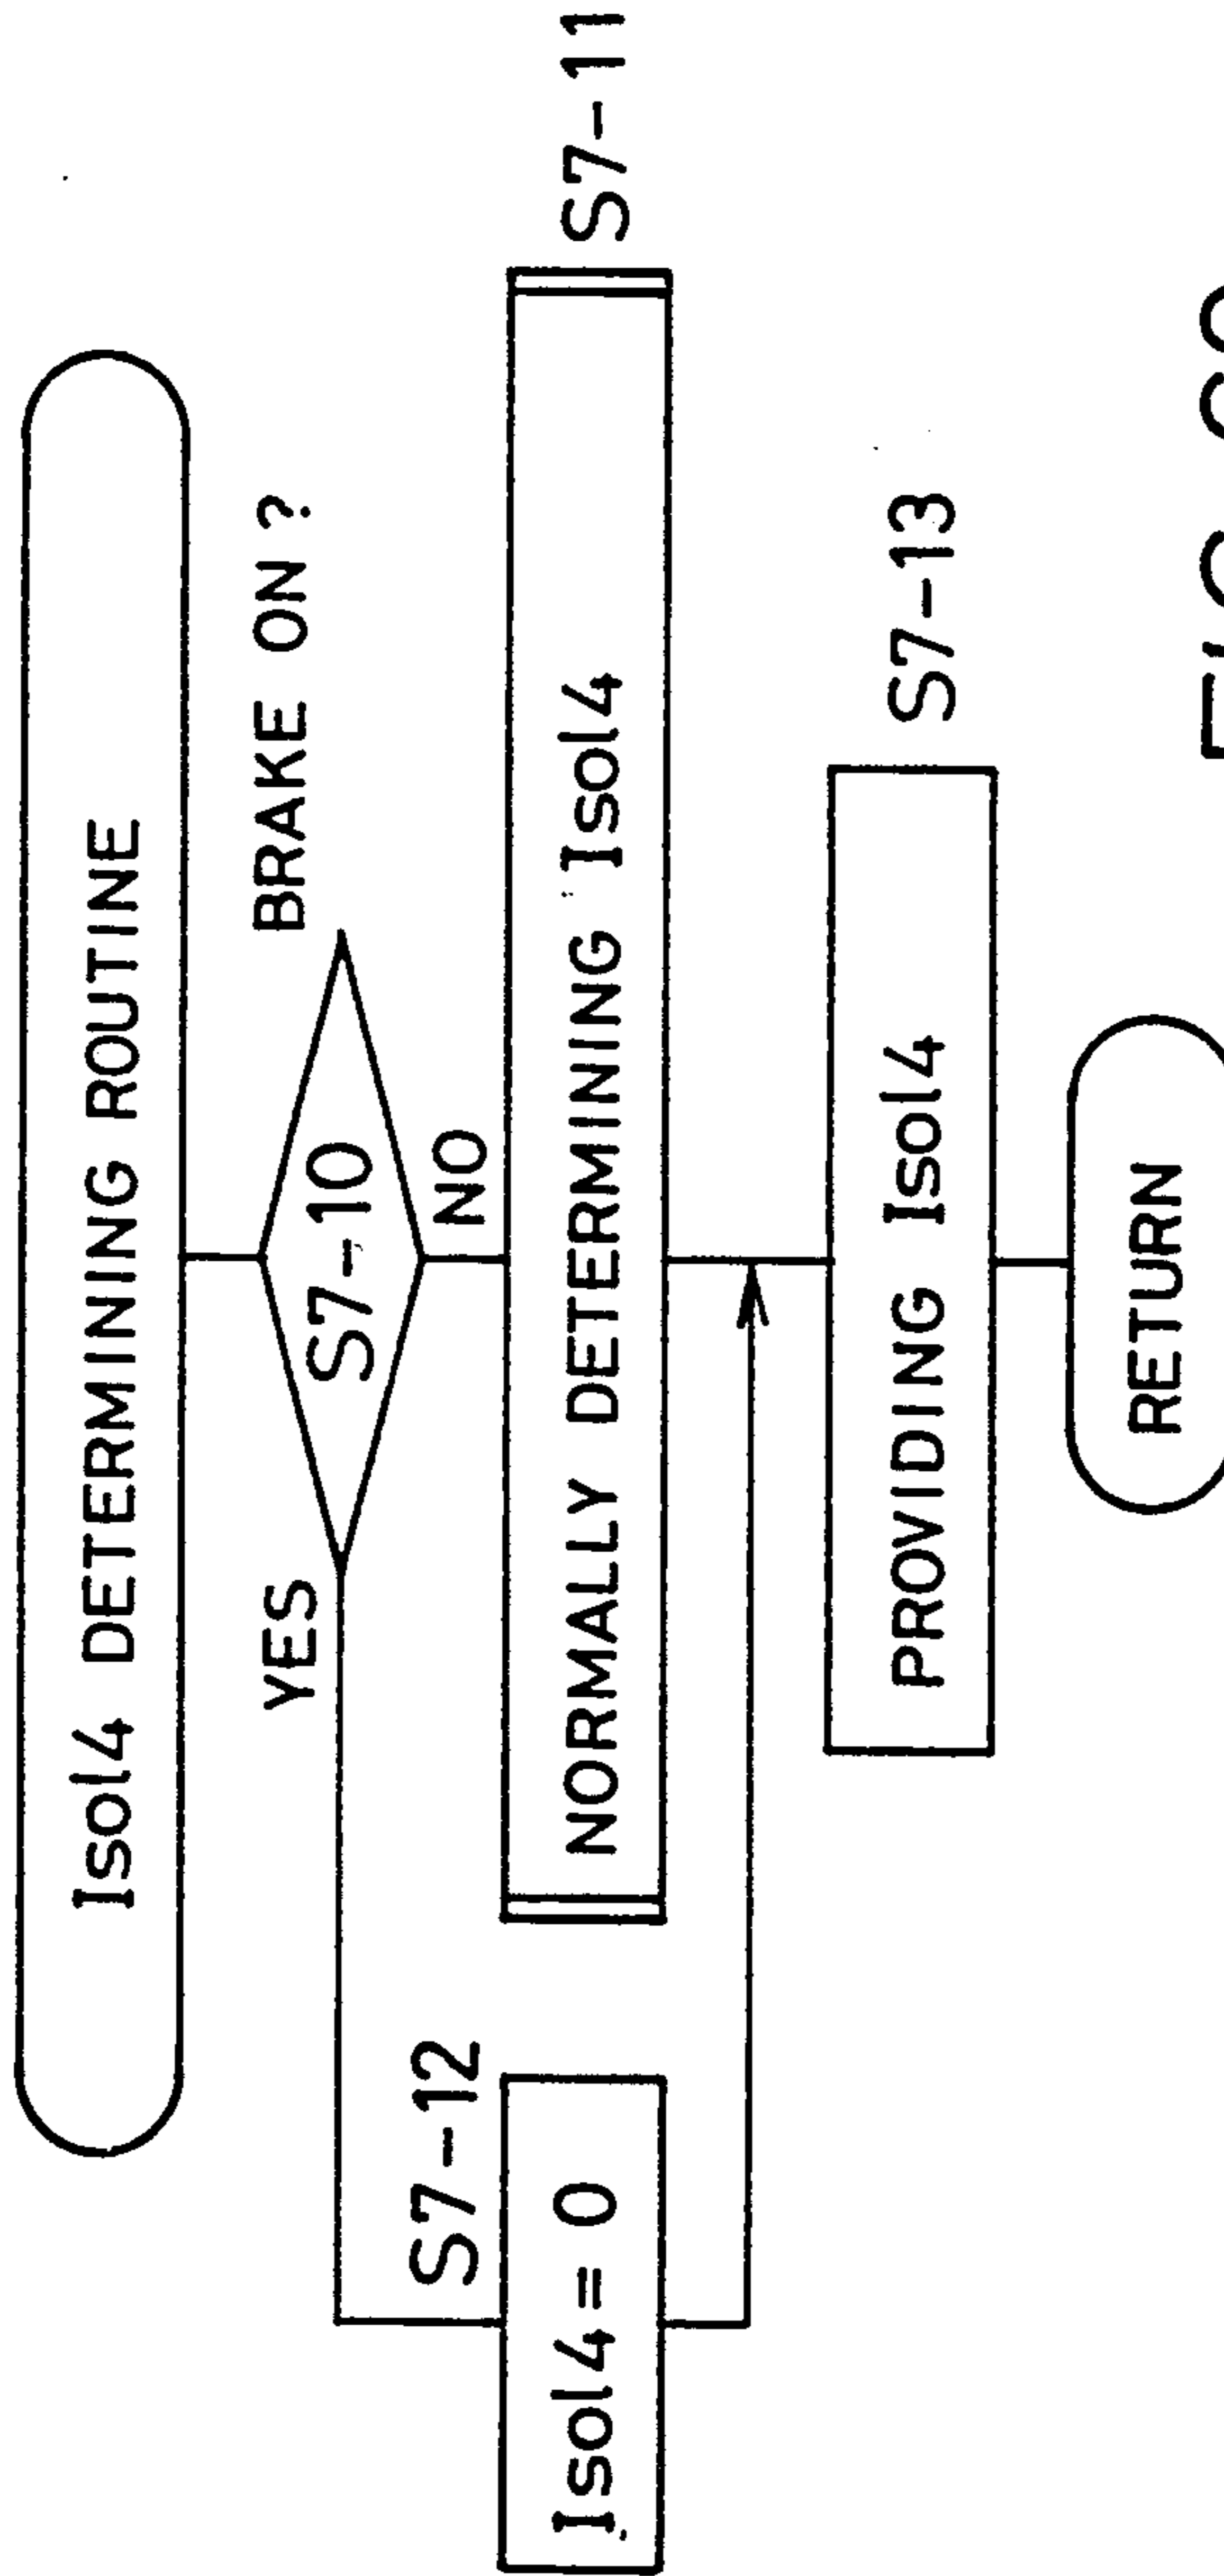 Isol4 DETERMINING ROUTINE
BRAKE ON ?
S7-10
YES
NO
S7-12
Isol4 = 0
NORMALLY DETERMINING Isol4
S7-11
PROVIDING Isol4
S7-13
RETURN